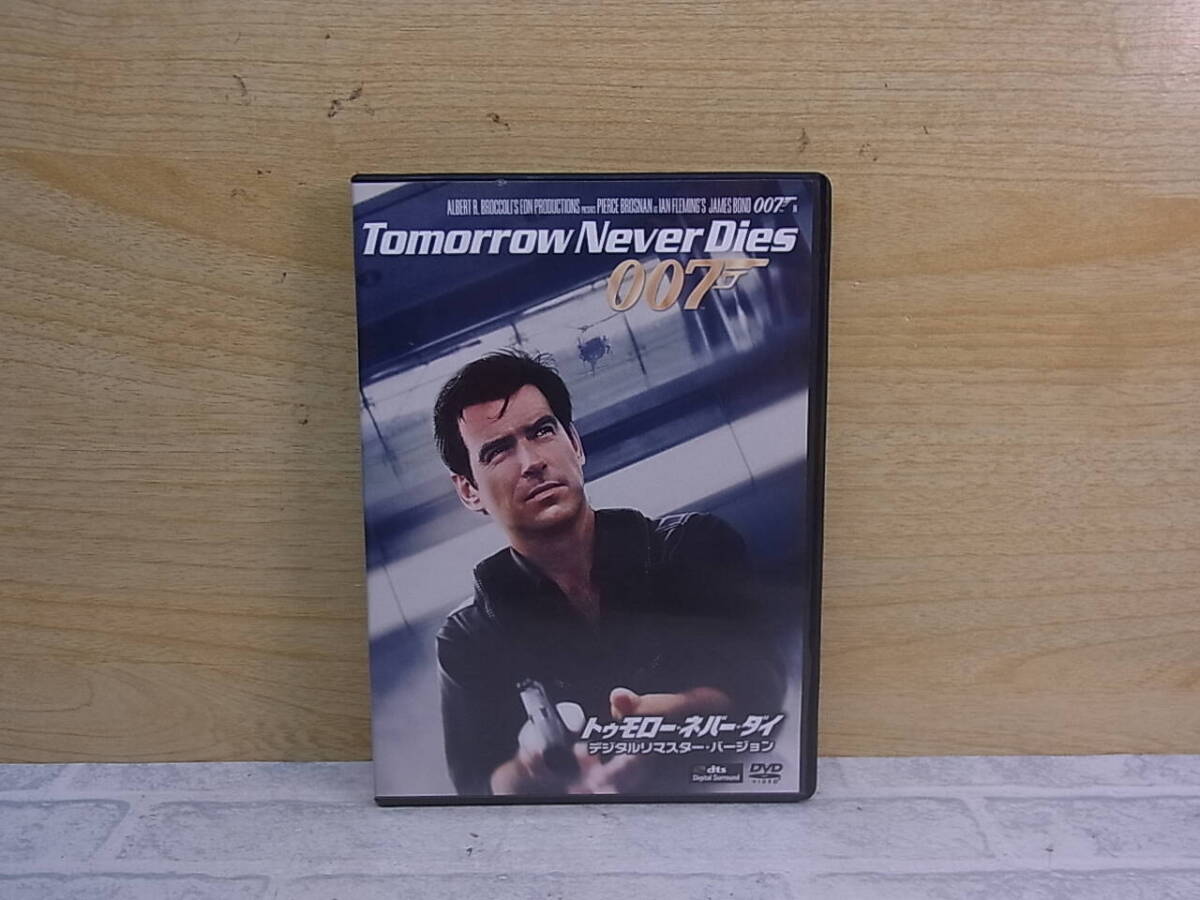 ALBERT R. BROCCOLI'S EON PRODUCTIONS PRESENTS PIERCE BROSNAN AS IAN FLEMING'S JAMES BOND 007 IN
Tomorrow Never Dies
007
トゥモロー・ネバー・ダイ
デジタルリマスター・バージョン
dts
Digital Surround
DVD
VIDEO